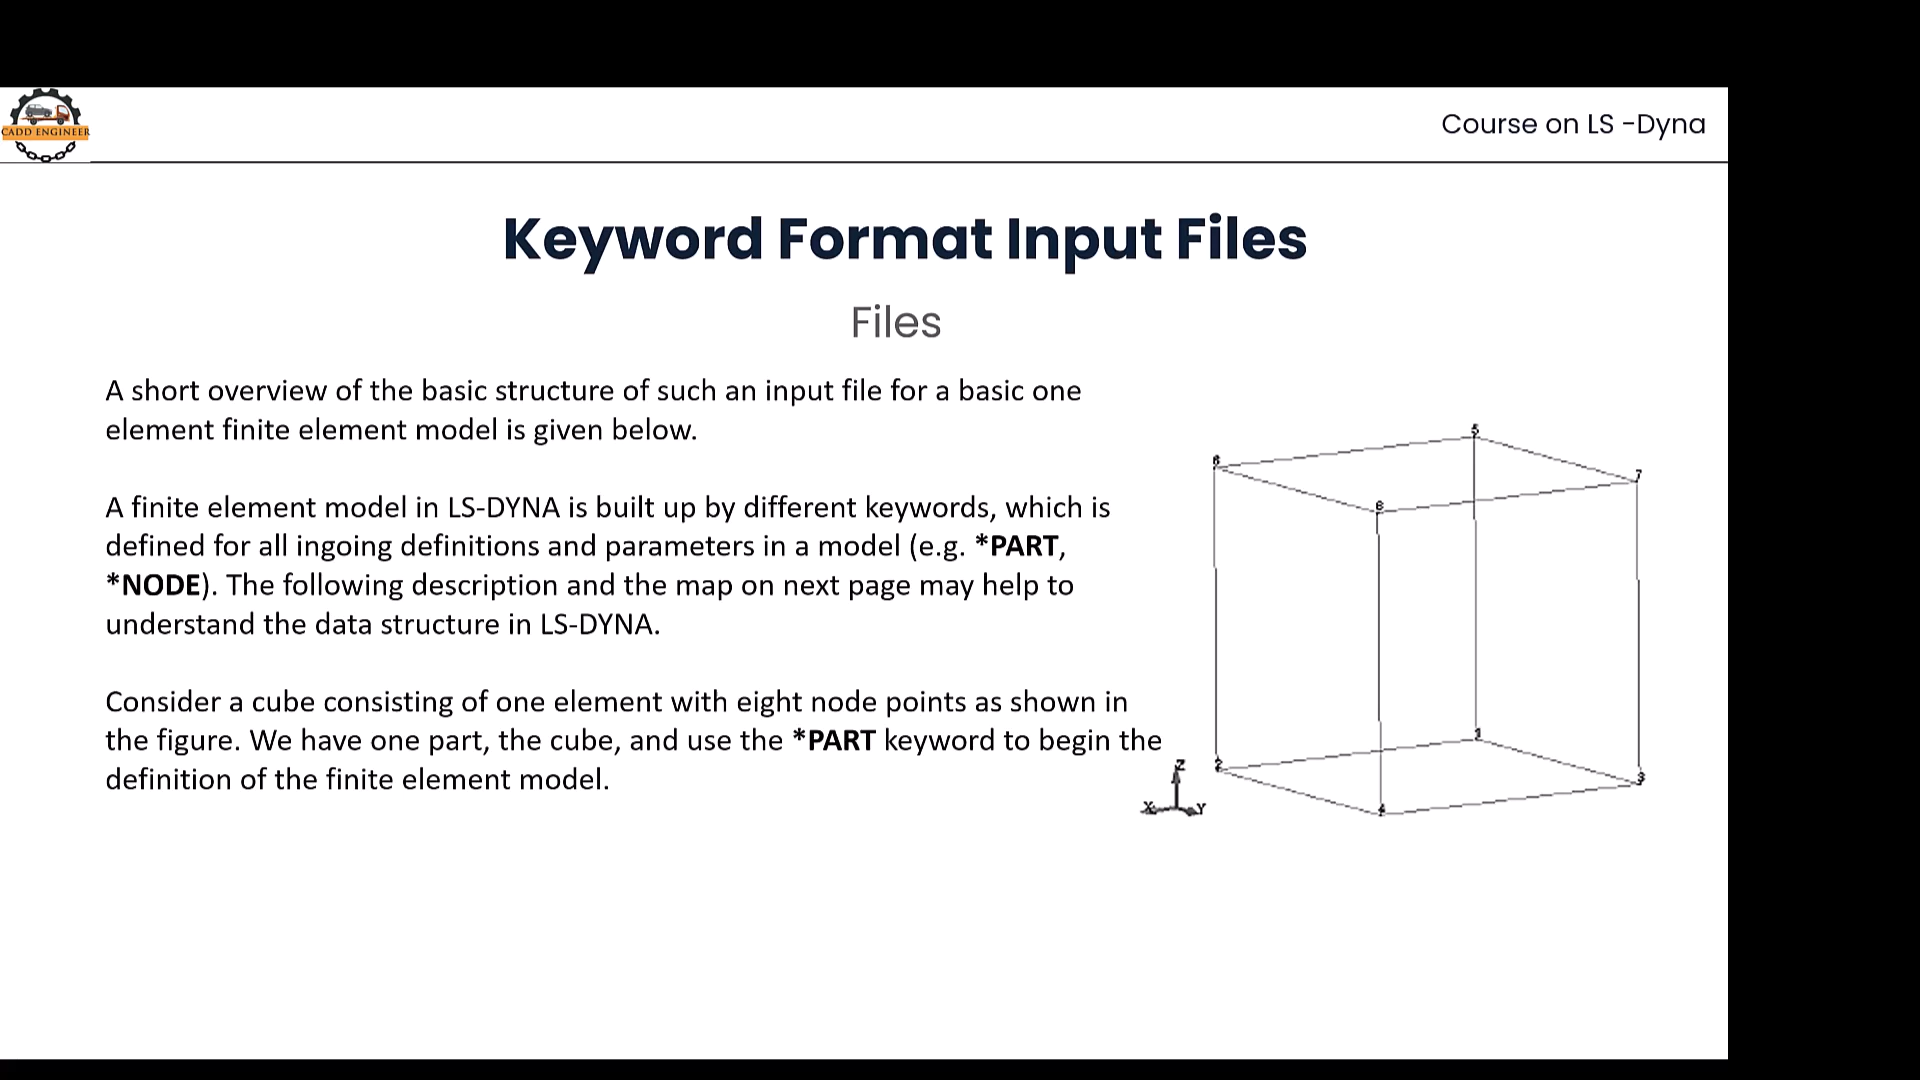 CADD ENGINEER
Course on LS -Dyna
Keyword Format Input Files
Files
A short overview of the basic structure of such an input file for a basic one
element finite element model is given below.
A finite element model in LS-DYNA is built up by different keywords, which is
defined for all ingoing definitions and parameters in a model (e.g. *PART,
*NODE). The following description and the map on next page may help to
understand the data structure in LS-DYNA.
Consider a cube consisting of one element with eight node points as shown in
the figure. We have one part, the cube, and use the *PART keyword to begin the
definition of the finite element model.
5
7
1
2
3
4
Z
X
Y